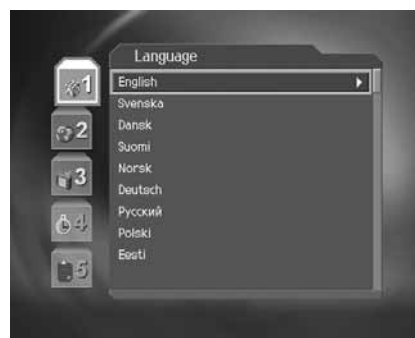 Language
1
English
Svenska
2
Dansk
Suomi
3
Norsk
Deutsch
4
Русский
Polski
5
Eesti